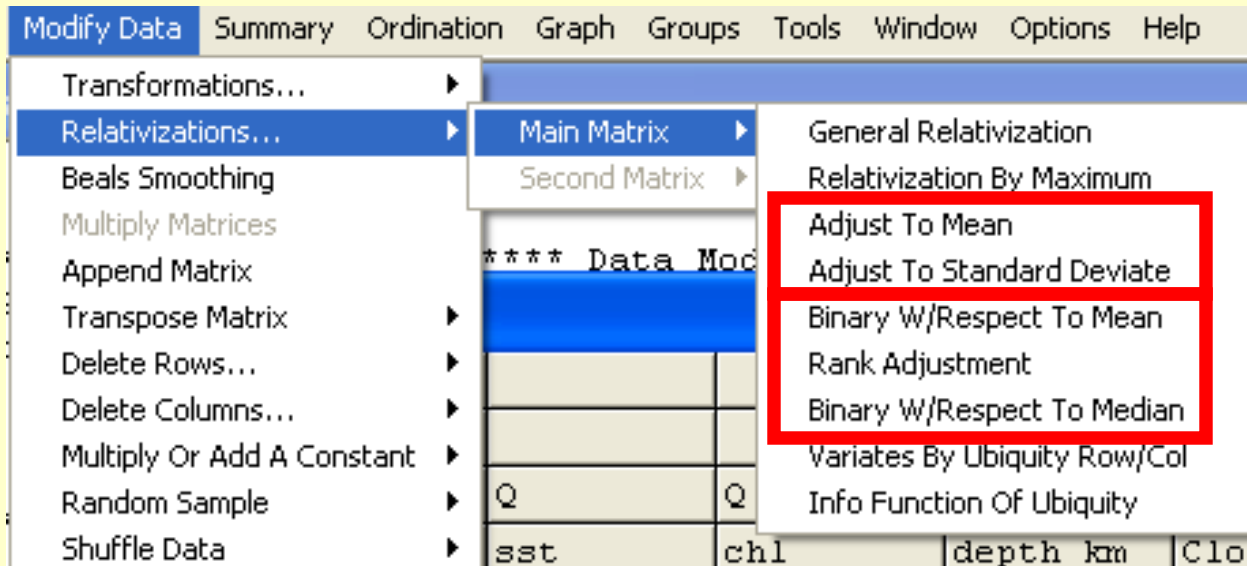 Modify Data Summary Ordination Graph Groups Tools Window Options Help
Transformations...
Relativizations...
Beals Smoothing
Multiply Matrices
Append Matrix
Transpose Matrix
Delete Rows...
Delete Columns...
Multiply Or Add A Constant
Random Sample
Shuffle Data
Main Matrix
Second Matrix
General Relativization
Relativization By Maximum
Adjust To Mean
Adjust To Standard Deviate
Binary W/Respect To Mean
Rank Adjustment
Binary W/Respect To Median
Variates By Ubiquity Row/Col
Info Function Of Ubiquity
**** Data Mod
Q Q
sst chl depth km Clo